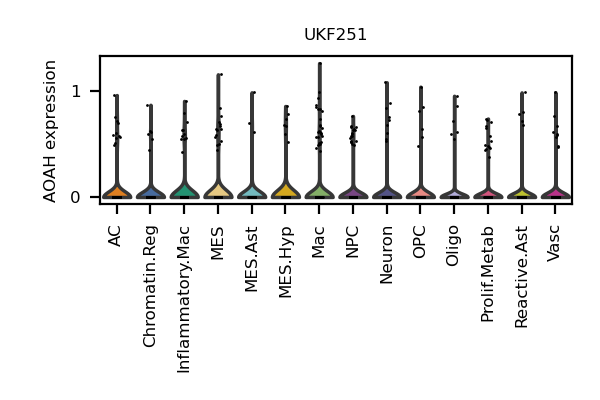 UKF251
AOAH expression
1
0
AC
Chromatin.Reg
Inflammatory.Mac
MES
MES.Ast
MES.Hyp
Mac
NPC
Neuron
OPC
Oligo
Prolif.Metab
Reactive.Ast
Vasc